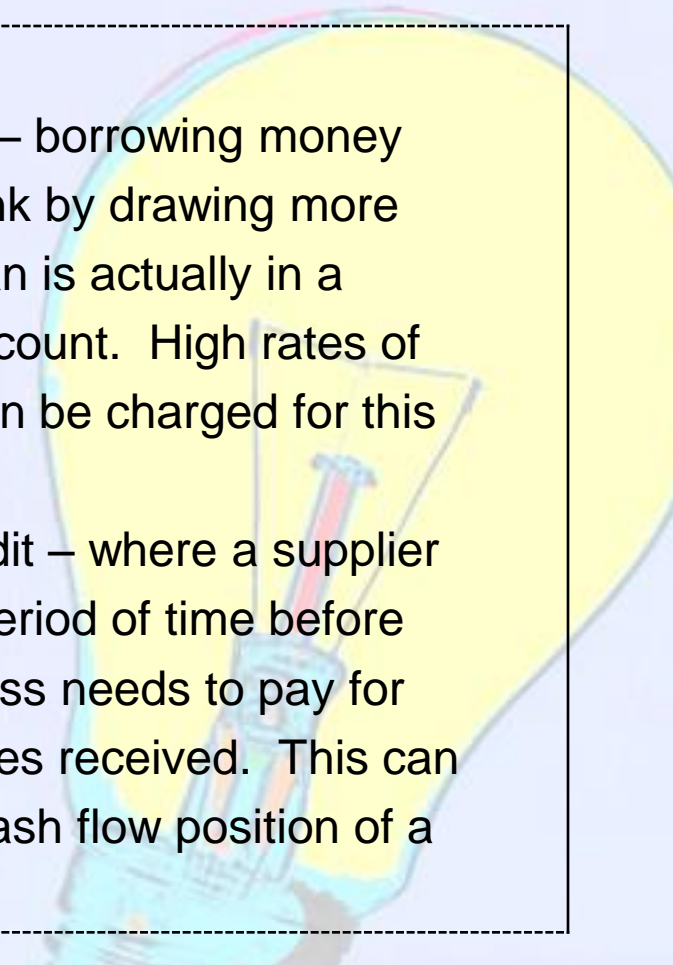 – borrowing money
nk by drawing more
n is actually in a
count. High rates of
n be charged for this
dit – where a supplier
eriod of time before
ss needs to pay for
es received. This can
ash flow position of a